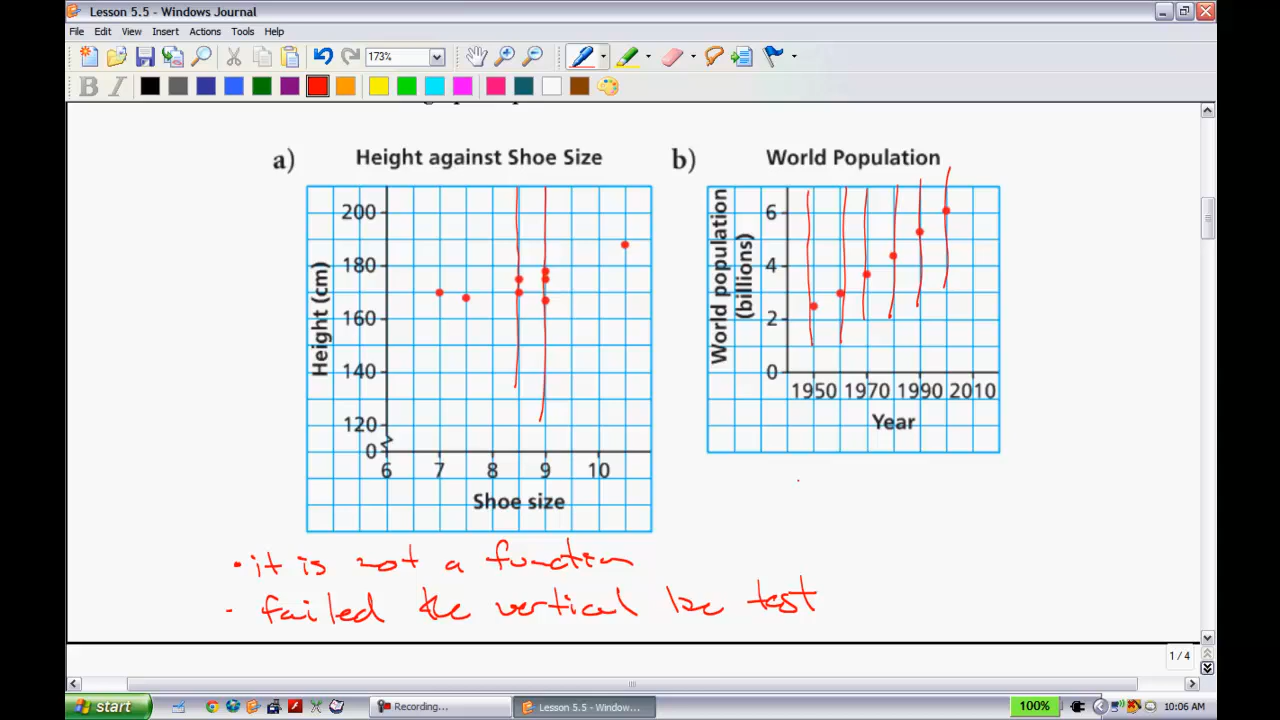 Lesson 5.5 - Windows Journal
File Edit View Insert Actions Tools Help
173%
B I
a) Height against Shoe Size
Height (cm)
200
180
160
140
120
0
6 7 8 9 10
Shoe size
b) World Population
World population
(billions)
6
4
2
0
1950 1970 1990 2010
Year
• it is not a function
- failed the vertical line test
1 / 4
start Recording... Lesson 5.5 - Window... 100% 10:06 AM